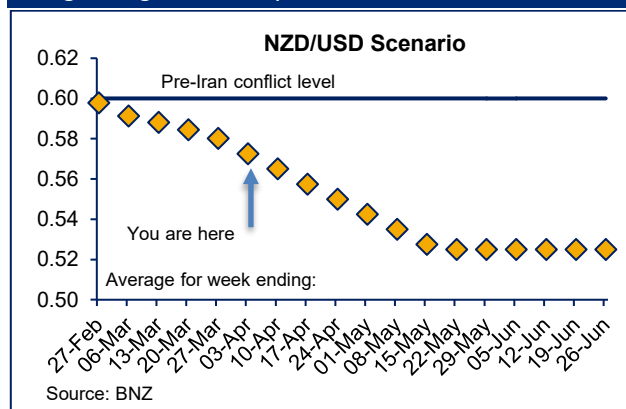 NZD/USD Scenario
0.62
0.60
0.58
0.56
0.54
0.52
0.50
Pre-Iran conflict level
You are here
Average for week ending:
27-Feb
06-Mar
13-Mar
20-Mar
27-Mar
03-Apr
10-Apr
17-Apr
24-Apr
01-May
08-May
15-May
22-May
29-May
05-Jun
12-Jun
19-Jun
26-Jun
Source: BNZ